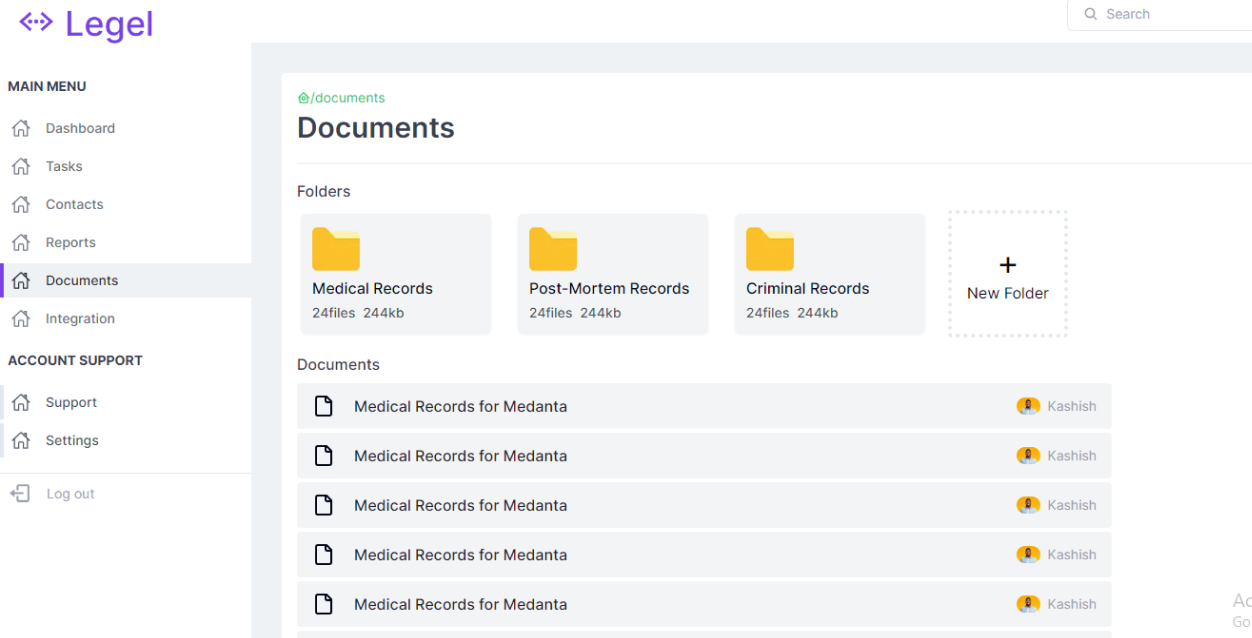 Legel
Search
MAIN MENU
Dashboard
Tasks
Contacts
Reports
Documents
Integration
ACCOUNT SUPPORT
Support
Settings
Log out
/documents
Documents
Folders
Medical Records
24files 244kb
Post-Mortem Records
24files 244kb
Criminal Records
24files 244kb
+
New Folder
Documents
Medical Records for Medanta Kashish
Medical Records for Medanta Kashish
Medical Records for Medanta Kashish
Medical Records for Medanta Kashish
Medical Records for Medanta Kashish